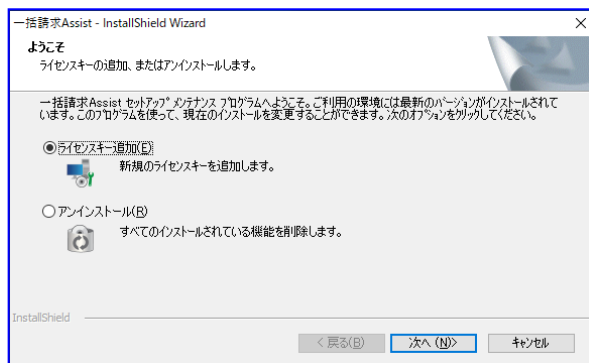 一括請求Assist - InstallShield Wizard
ようこそ
ライセンスキーの追加、またはアンインストールします。
一括請求Assist セットアップ メンテナンス プログラムへようこそ。ご利用の環境には最新のバージョンがインストールされて
います。このプログラムを使って、現在のインストールを変更することができます。次のオプションをクリックしてください。
ライセンスキー追加(E)
新規のライセンスキーを追加します。
アンインストール(R)
すべてのインストールされている機能を削除します。
InstallShield
< 戻る(B)
次へ (N)>
キャンセル